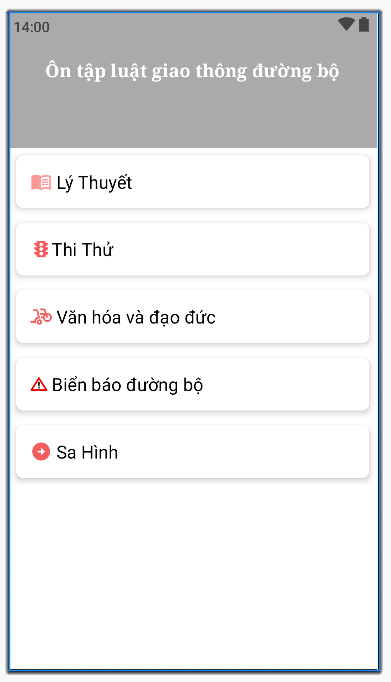 14:00
Ôn tập luật giao thông đường bộ
Lý Thuyết
Thi Thử
Văn hóa và đạo đức
Biển báo đường bộ
Sa Hình